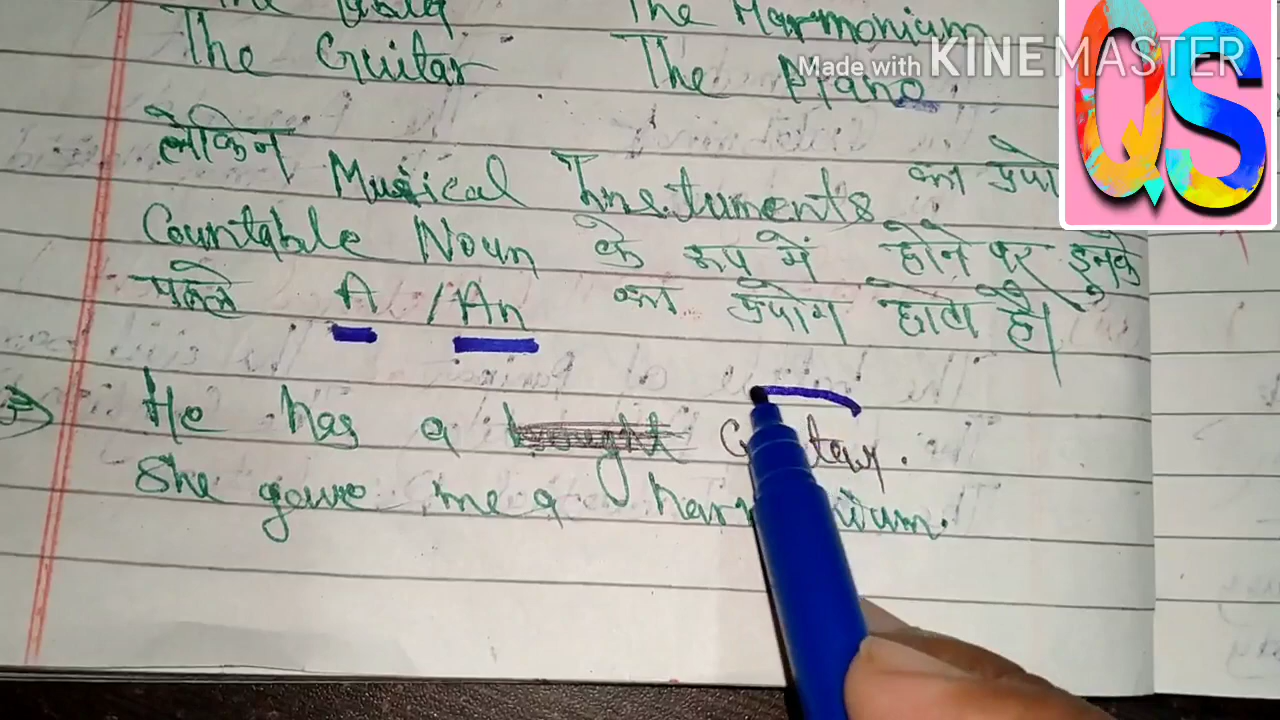 The Harmonium
The Guitar The Piano
Made with KINEMASTER
QS
लेकिन Musical Instuments का प्रयो
Countable Noun के रूप में होने पर इनके
पहले A /An का प्रयोग होता है।
He has a Guitar.
She gave me a harmonium.